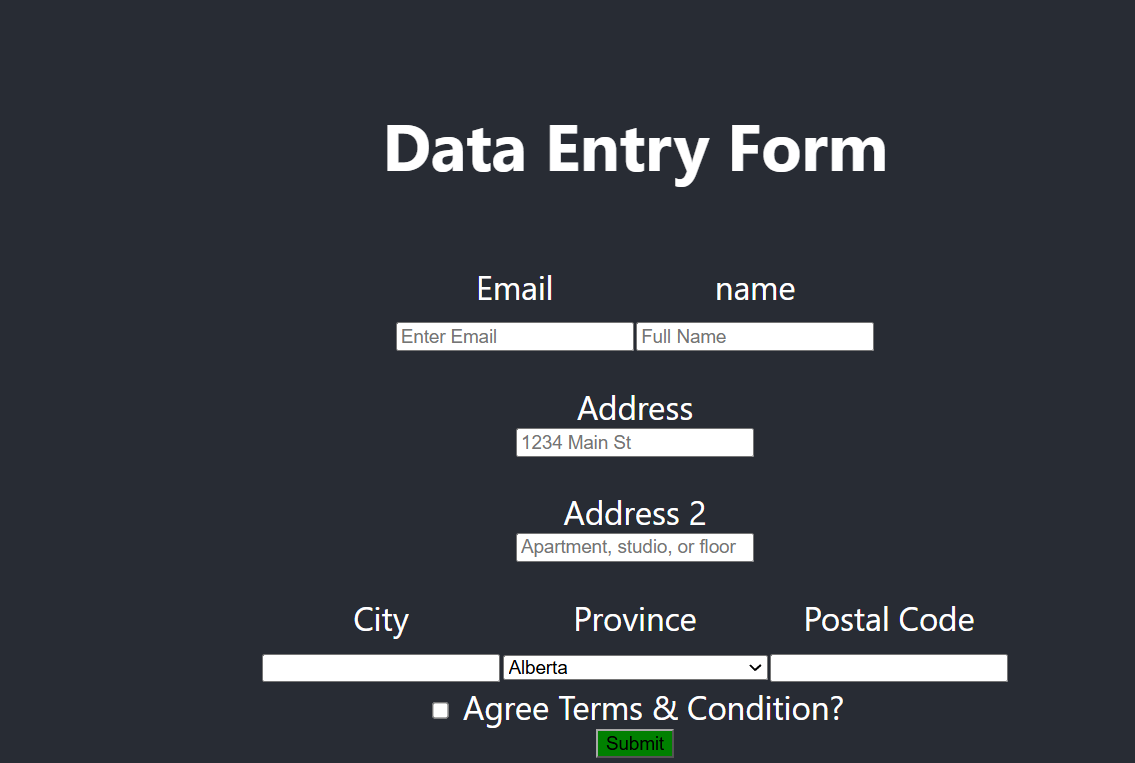 Data Entry Form
Email name
Enter Email Full Name
Address
1234 Main St
Address 2
Apartment, studio, or floor
City Province Postal Code
Alberta
Agree Terms & Condition?
Submit